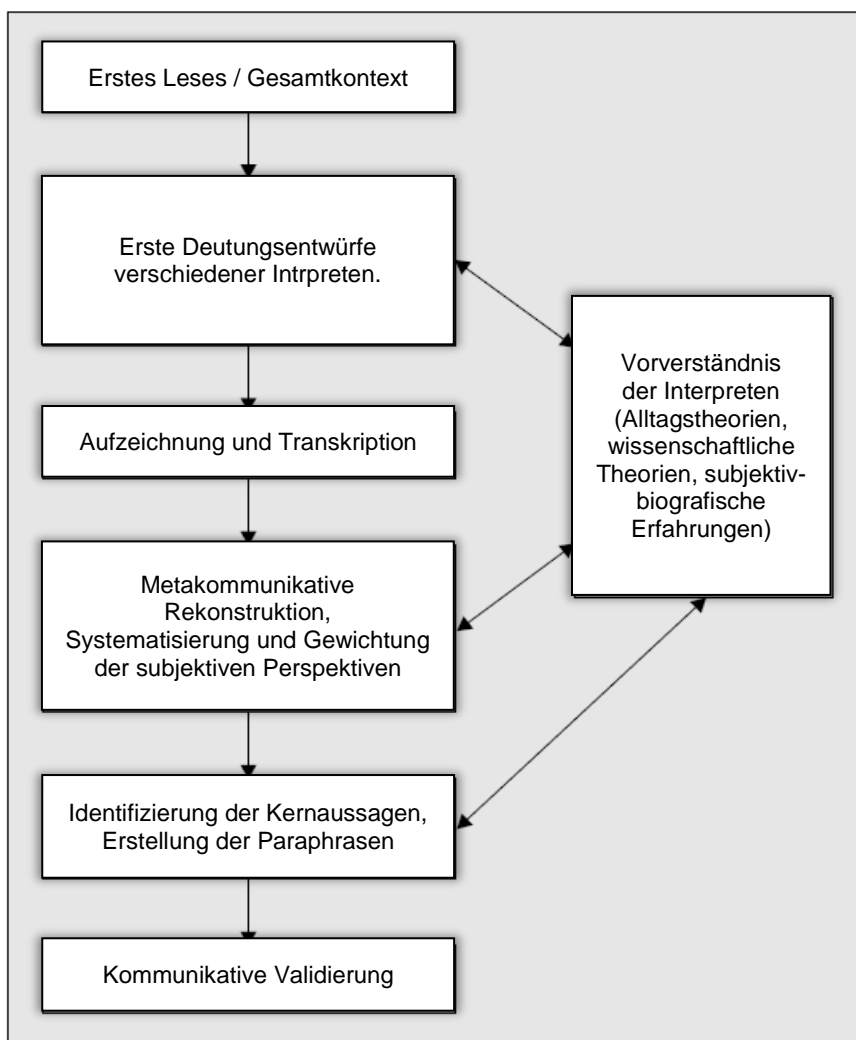 Erstes Leses / Gesamtkontext
Erste Deutungsentwürfe
verschiedener Intrpreten.
Aufzeichnung und Transkription
Metakommunikative
Rekonstruktion,
Systematisierung und Gewichtung
der subjektiven Perspektiven
Identifizierung der Kernaussagen,
Erstellung der Paraphrasen
Kommunikative Validierung
Vorverständnis
der Interpreten
(Alltagstheorien,
wissenschaftliche
Theorien, subjektiv-
biografische
Erfahrungen)